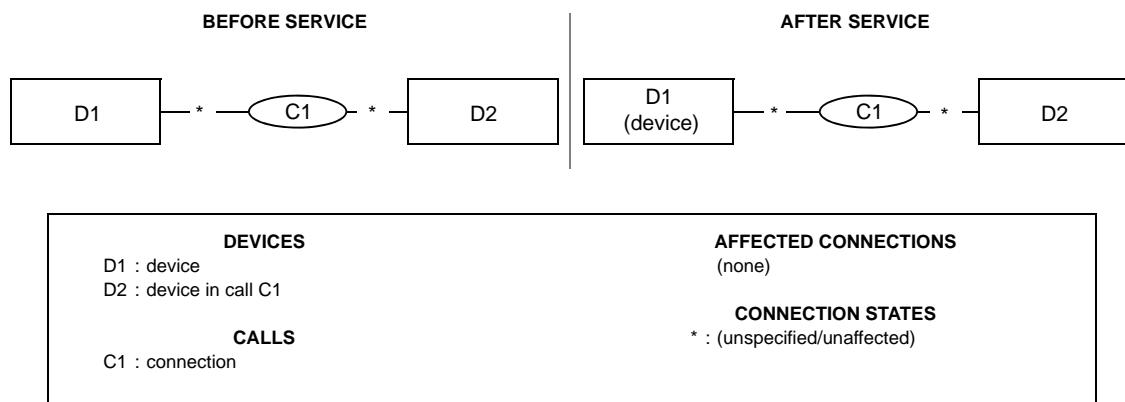 BEFORE SERVICE
AFTER SERVICE
D1 * C1 * D2
D1
(device)
* C1 * D2
DEVICES
D1 : device
D2 : device in call C1
CALLS
C1 : connection
AFFECTED CONNECTIONS
(none)
CONNECTION STATES
* : (unspecified/unaffected)